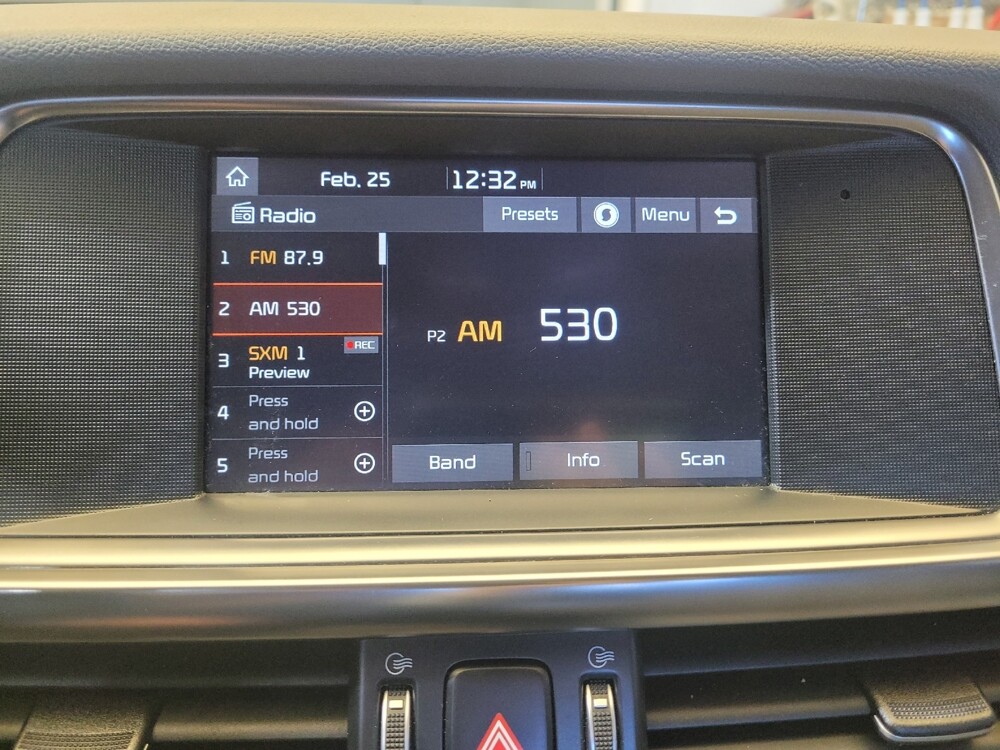 Feb. 25
12:32 PM
Radio
Presets
Menu
1 FM 87.9
2 AM 530
3 SXM 1
REC
Preview
4 Press
and hold
5 Press
and hold
P2 AM 530
Band
Info
Scan